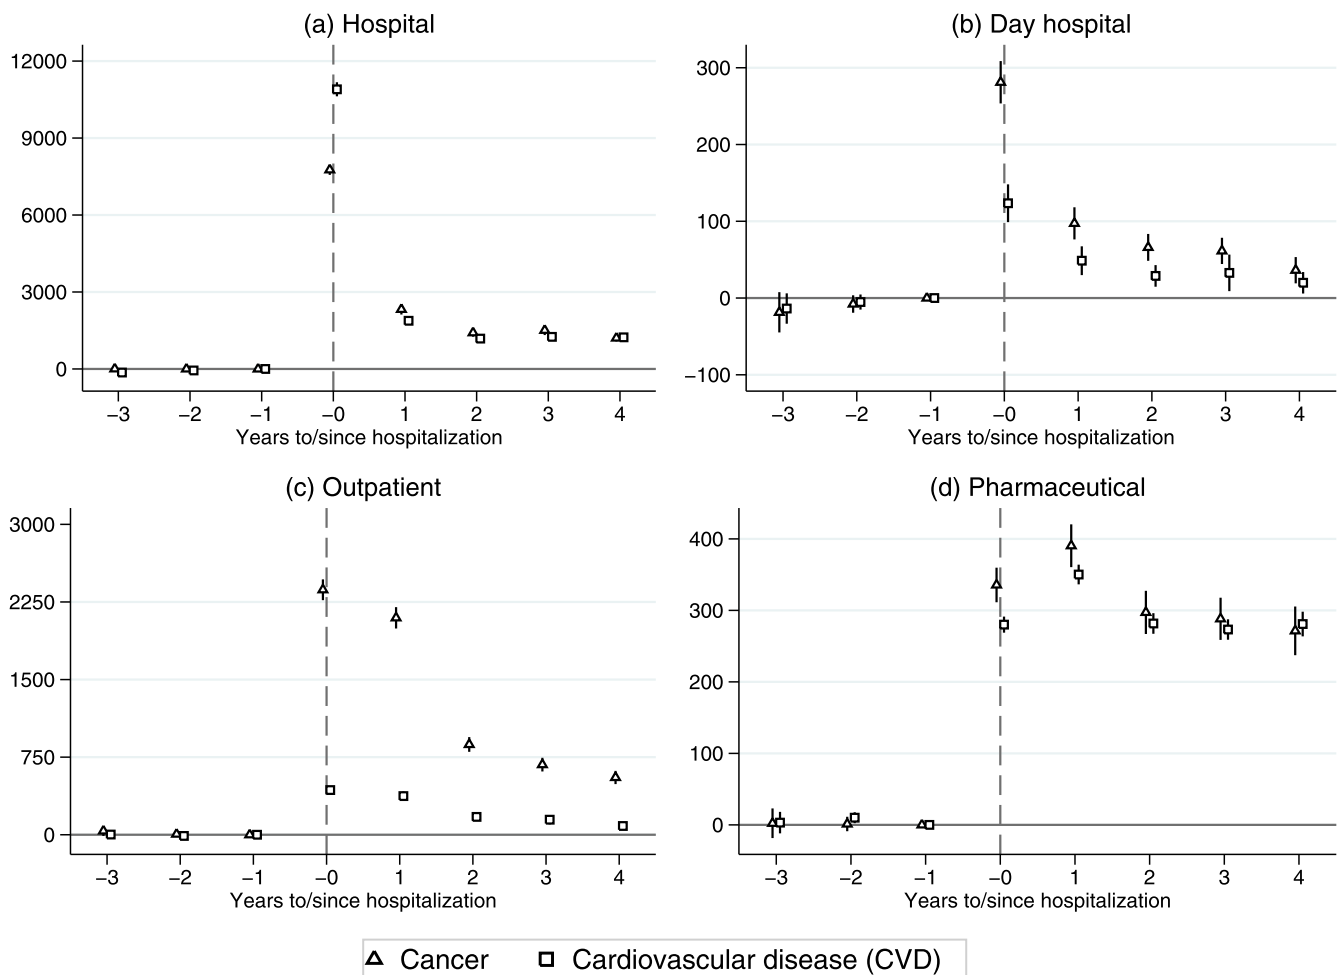 (a) Hospital
12000
9000
6000
3000
0
−3 −2 −1 −0 1 2 3 4
Years to/since hospitalization
(b) Day hospital
300
200
100
0
−100
−3 −2 −1 −0 1 2 3 4
Years to/since hospitalization
(c) Outpatient
3000
2250
1500
750
0
−3 −2 −1 −0 1 2 3 4
Years to/since hospitalization
(d) Pharmaceutical
400
300
200
100
0
−3 −2 −1 −0 1 2 3 4
Years to/since hospitalization
Cancer Cardiovascular disease (CVD)